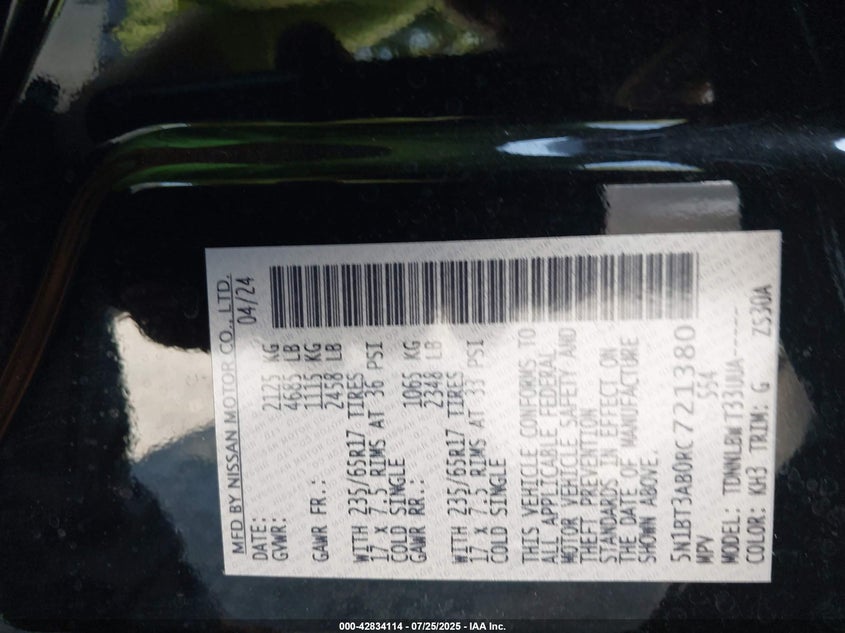 MFD BY NISSAN MOTOR CO., LTD.
DATE: 04/24
GVWR: 2125 KG
4685 LB
GAWR FR.: 1115 KG
2458 LB
WITH 235/65R17 TIRES
17 X 7.5 RIMS AT 36 PSI
COLD SINGLE
GAWR RR.: 1065 KG
2348 LB
WITH 235/65R17 TIRES
17 X 7.5 RIMS AT 33 PSI
COLD SINGLE
THIS VEHICLE CONFORMS TO
ALL APPLICABLE FEDERAL
MOTOR VEHICLE SAFETY AND
THEFT PREVENTION
STANDARDS IN EFFECT ON
THE DATE OF MANUFACTURE
SHOWN ABOVE.
5N1BT3AB0RC721380
MPV S54
MODEL: TDNNLBW T33UUA-----
COLOR: KH3 TRIM: G ZS30A
000-42834114 / 07/25/2025 - IAA Inc.